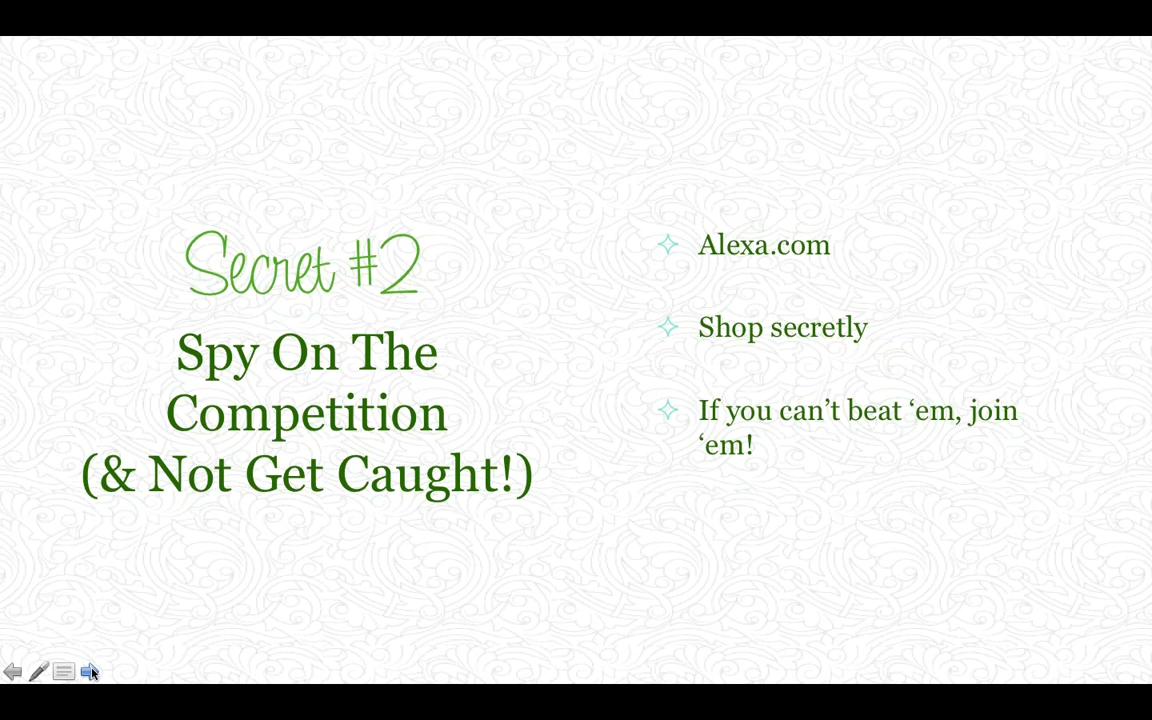 Secret #2
Spy On The
Competition
(& Not Get Caught!)
Alexa.com
Shop secretly
If you can’t beat ‘em, join
‘em!